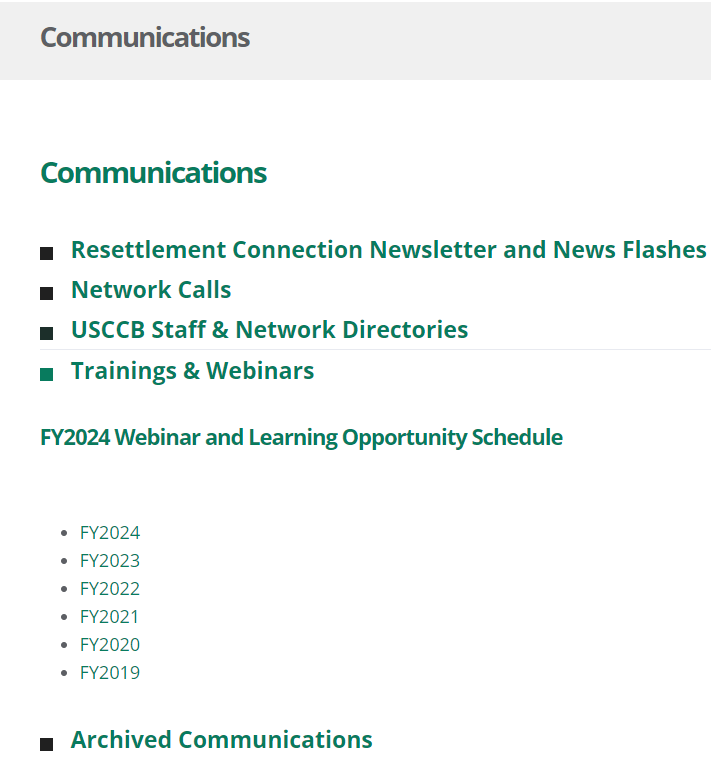 Communications
Communications
Resettlement Connection Newsletter and News Flashes
Network Calls
USCCB Staff & Network Directories
Trainings & Webinars
FY2024 Webinar and Learning Opportunity Schedule
FY2024
FY2023
FY2022
FY2021
FY2020
FY2019
Archived Communications